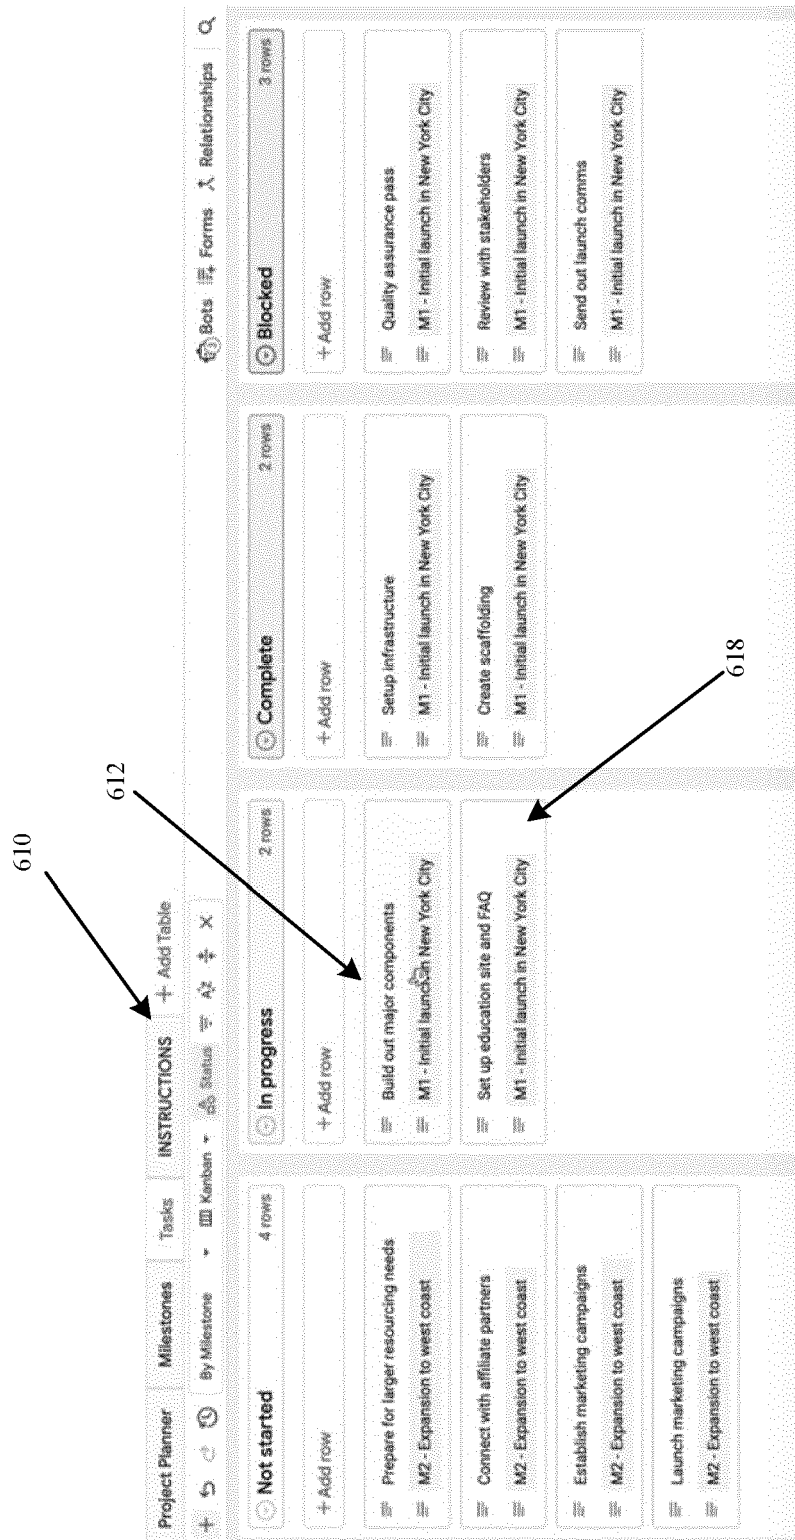 610
612
618
Project Planner Milestones Tasks INSTRUCTIONS + Add Table
By Milestone Kanban Status Bots Forms Relationships
Not started 4 rows
+ Add row
Prepare for larger resourcing needs
M2 - Expansion to west coast
Connect with affiliate partners
M2 - Expansion to west coast
Establish marketing campaigns
M2 - Expansion to west coast
Launch marketing campaigns
M2 - Expansion to west coast
In progress 2 rows
+ Add row
Build out major components
M1 - Initial launch in New York City
Set up education site and FAQ
M1 - Initial launch in New York City
Complete 2 rows
+ Add row
Setup infrastructure
M1 - Initial launch in New York City
Create scaffolding
M1 - Initial launch in New York City
Blocked 3 rows
+ Add row
Quality assurance pass
M1 - Initial launch in New York City
Review with stakeholders
M1 - Initial launch in New York City
Send out launch comms
M1 - Initial launch in New York City